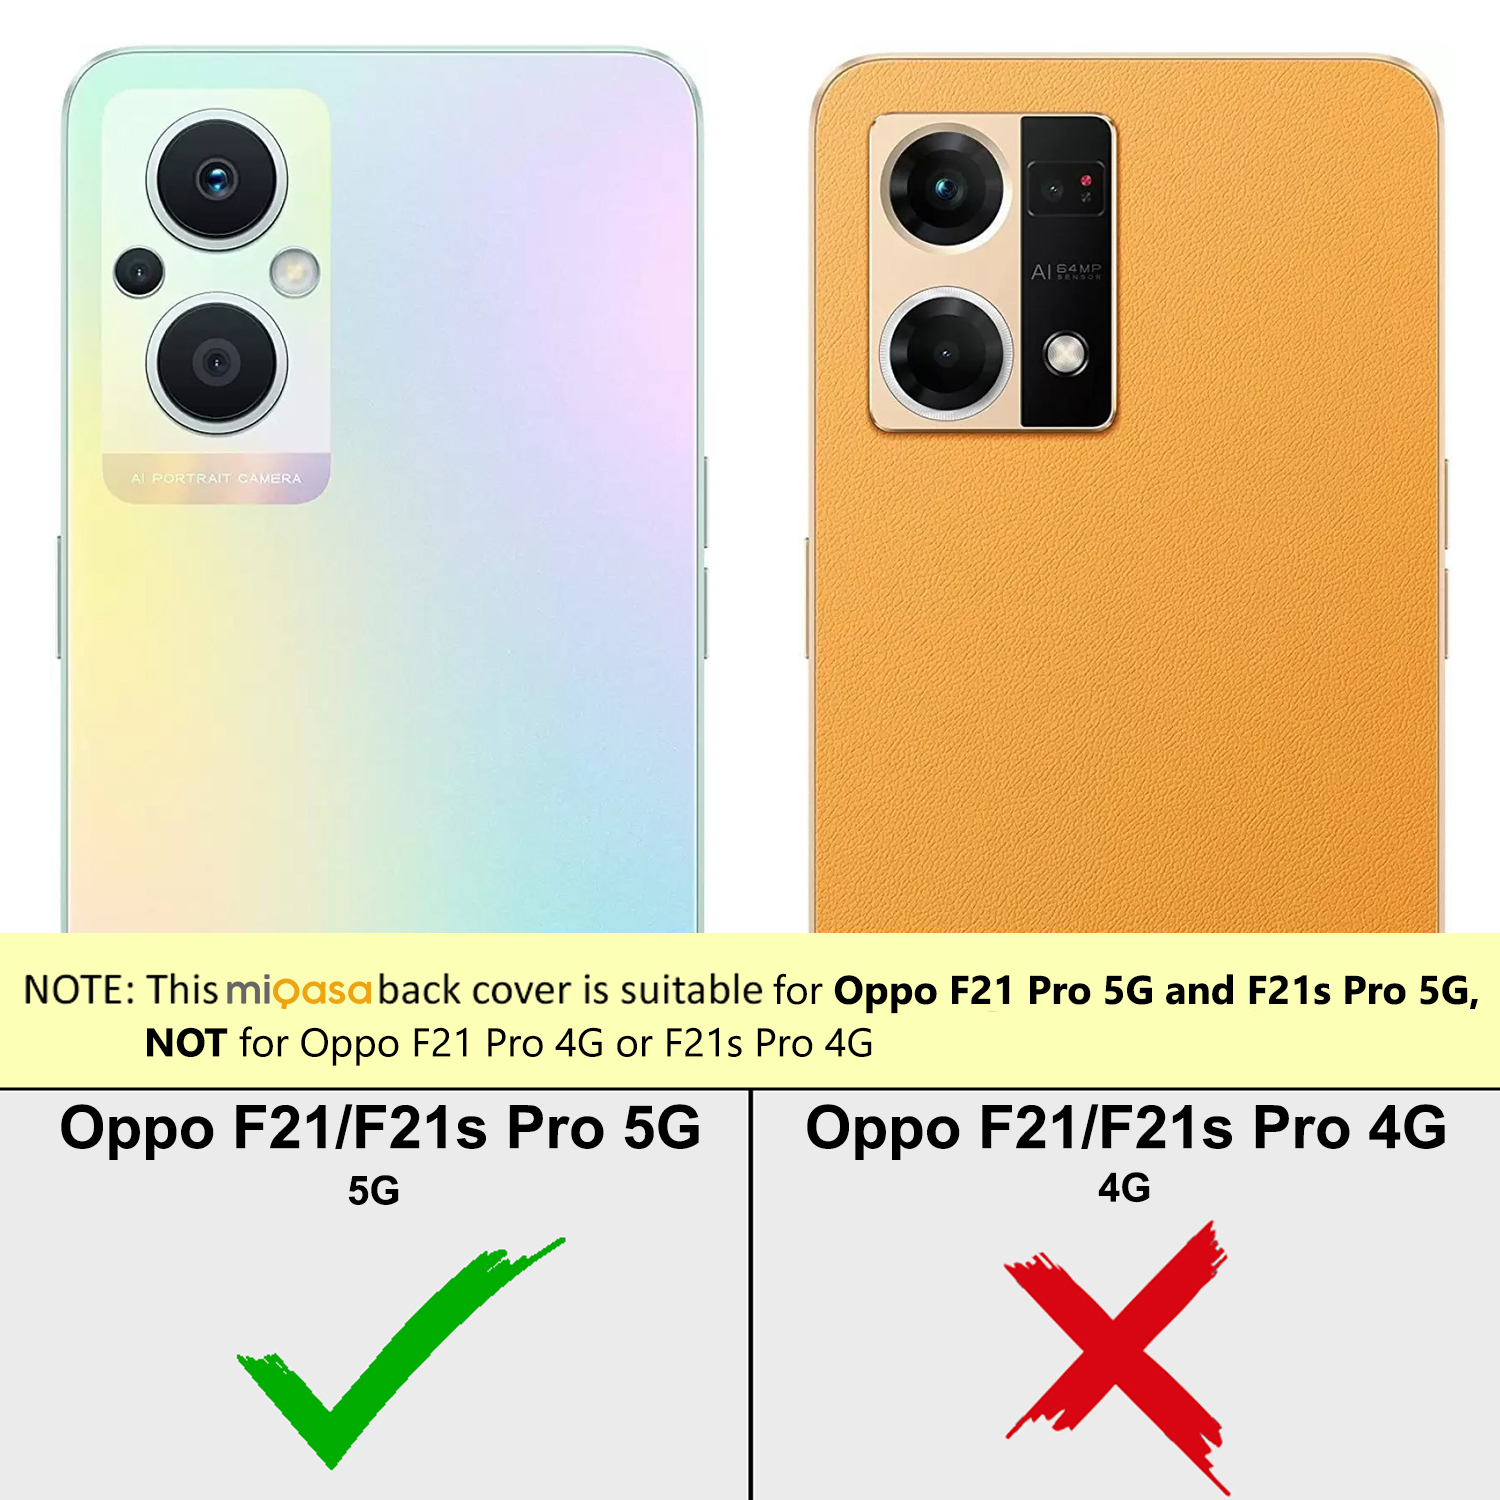 AI PORTRAIT CAMERA
AI 64MP
SENSOR
NOTE: This miqasa back cover is suitable for Oppo F21 Pro 5G and F21s Pro 5G,
NOT for Oppo F21 Pro 4G or F21s Pro 4G
Oppo F21/F21s Pro 5G
5G
Oppo F21/F21s Pro 4G
4G